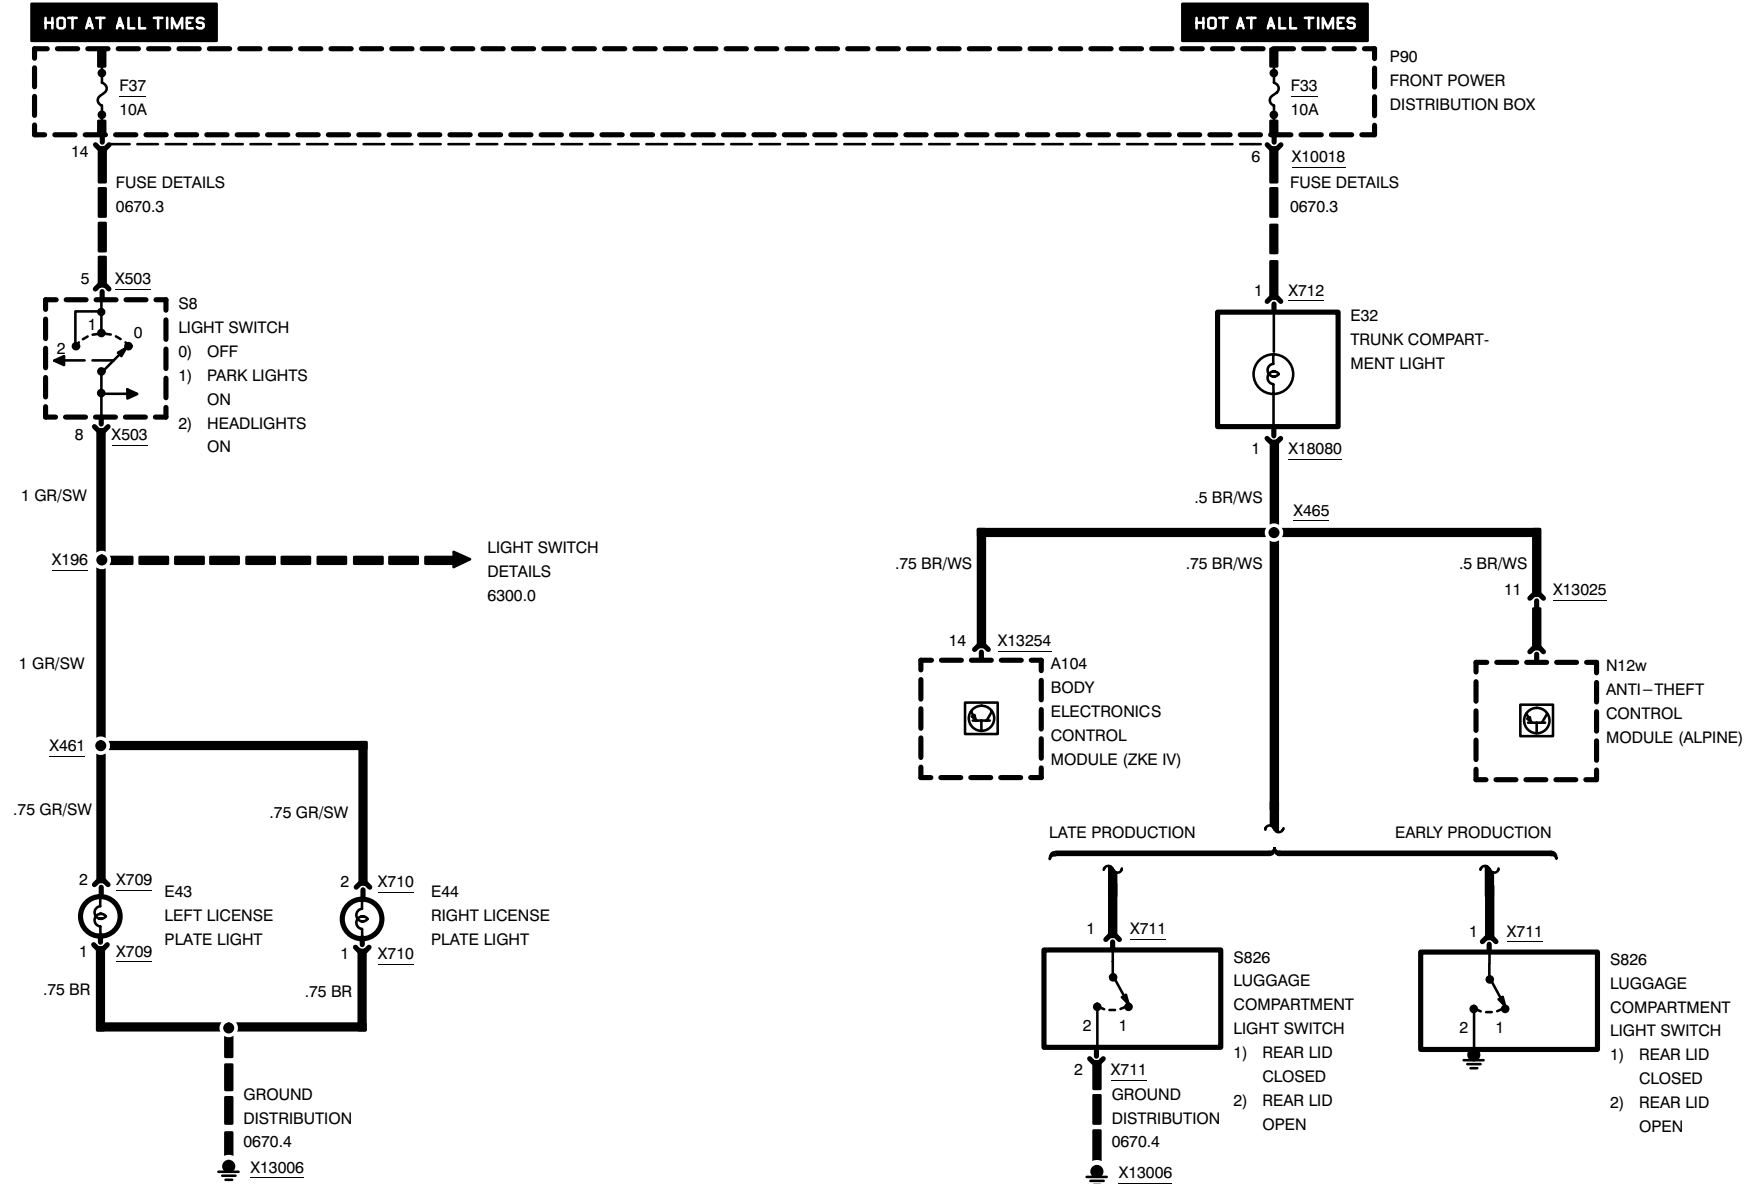 HOT AT ALL TIMES
HOT AT ALL TIMES
F37
10A
F33
10A
P90
FRONT POWER
DISTRIBUTION BOX
14
6 X10018
FUSE DETAILS
0670.3
FUSE DETAILS
0670.3
5 X503
S8
LIGHT SWITCH
0) OFF
1) PARK LIGHTS
ON
2) HEADLIGHTS
ON
1
0
2
8 X503
1 X712
E32
TRUNK COMPART-
MENT LIGHT
1 X18080
1 GR/SW
.5 BR/WS
X465
X196
LIGHT SWITCH
DETAILS
6300.0
.75 BR/WS
.75 BR/WS
.5 BR/WS
11 X13025
1 GR/SW
14 X13254
A104
BODY
ELECTRONICS
CONTROL
MODULE (ZKE IV)
N12w
ANTI–THEFT
CONTROL
MODULE (ALPINE)
X461
.75 GR/SW
.75 GR/SW
LATE PRODUCTION
EARLY PRODUCTION
2 X709
E43
LEFT LICENSE
PLATE LIGHT
1 X709
2 X710
E44
RIGHT LICENSE
PLATE LIGHT
1 X710
.75 BR
.75 BR
1 X711
S826
LUGGAGE
COMPARTMENT
LIGHT SWITCH
1) REAR LID
CLOSED
2) REAR LID
OPEN
2 1
2 X711
GROUND
DISTRIBUTION
0670.4
X13006
1 X711
S826
LUGGAGE
COMPARTMENT
LIGHT SWITCH
1) REAR LID
CLOSED
2) REAR LID
OPEN
2 1
GROUND
DISTRIBUTION
0670.4
X13006